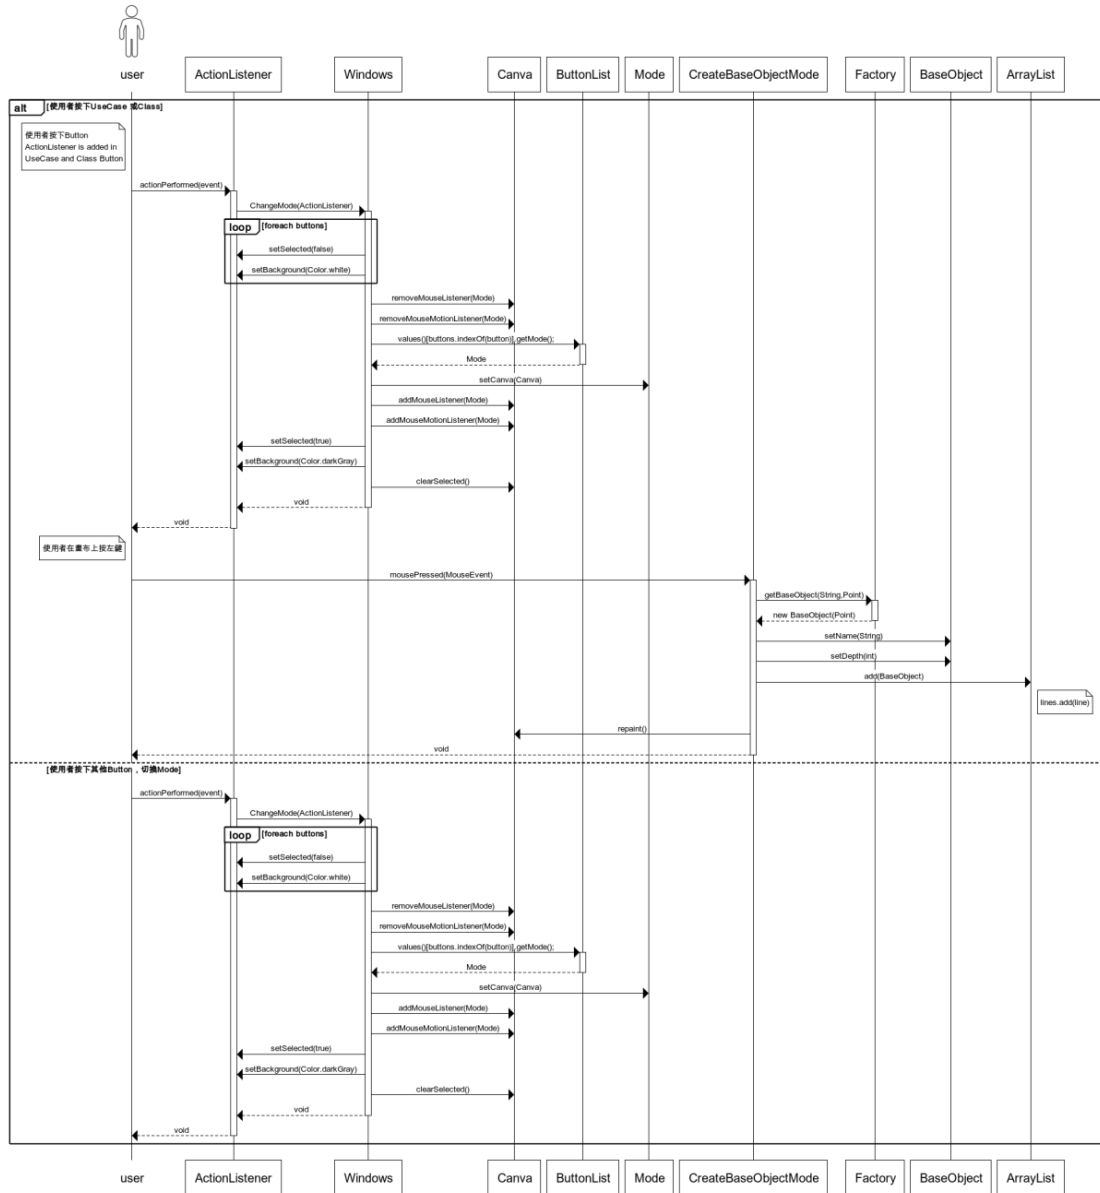 user
ActionListener
Windows
Canva
ButtonList
Mode
CreateBaseObjectMode
Factory
BaseObject
ArrayList
alt
[使用者按下UseCase 或Class]
使用者按下Button
ActionListener is added in
UseCase and Class Button
actionPerformed(event)
ChangeMode(ActionListener)
loop
[foreach buttons]
setSelected(false)
setBackground(Color.white)
removeMouseListener(Mode)
removeMouseMotionListener(Mode)
values()[buttons.indexOf(button)].getMode();
Mode
setCanva(Canva)
addMouseListener(Mode)
addMouseMotionListener(Mode)
setSelected(true)
setBackground(Color.darkGray)
clearSelected()
void
void
使用者在畫布上按左鍵
mousePressed(MouseEvent)
getBaseObject(String,Point)
new BaseObject(Point)
setName(String)
setDepth(int)
add(BaseObject)
lines.add(line)
repaint()
void
[使用者按下其他Button，切換Mode]
actionPerformed(event)
ChangeMode(ActionListener)
loop
[foreach buttons]
setSelected(false)
setBackground(Color.white)
removeMouseListener(Mode)
removeMouseMotionListener(Mode)
values()[buttons.indexOf(button)].getMode();
Mode
setCanva(Canva)
addMouseListener(Mode)
addMouseMotionListener(Mode)
setSelected(true)
setBackground(Color.darkGray)
clearSelected()
void
void
user
ActionListener
Windows
Canva
ButtonList
Mode
CreateBaseObjectMode
Factory
BaseObject
ArrayList